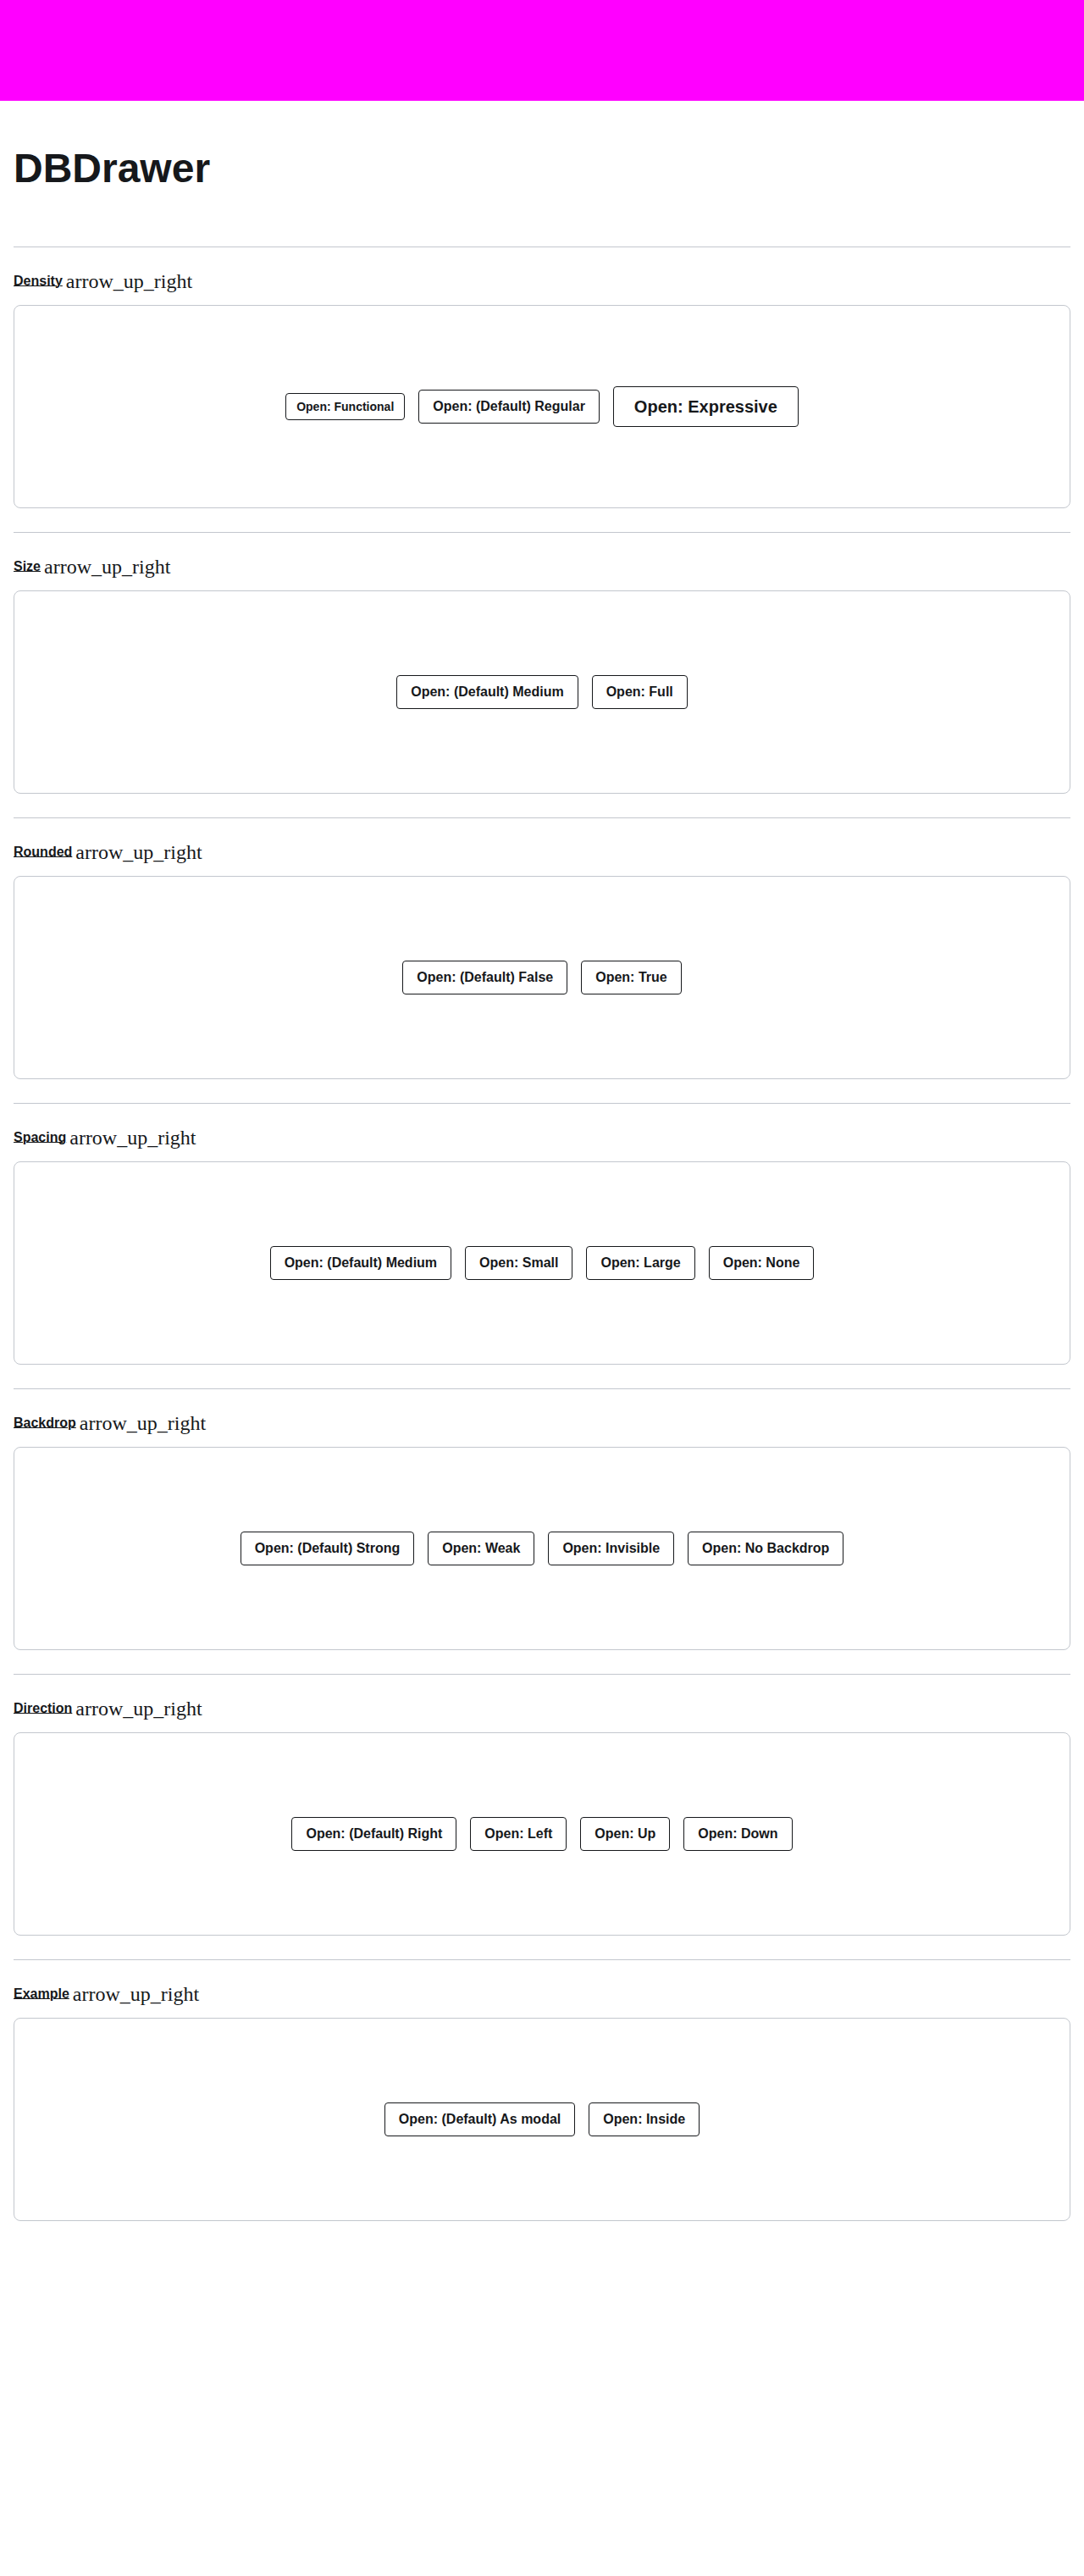 DBDrawer
Density arrow_up_right
Open: Functional Open: (Default) Regular Open: Expressive
Size arrow_up_right
Open: (Default) Medium Open: Full
Rounded arrow_up_right
Open: (Default) False Open: True
Spacing arrow_up_right
Open: (Default) Medium Open: Small Open: Large Open: None
Backdrop arrow_up_right
Open: (Default) Strong Open: Weak Open: Invisible Open: No Backdrop
Direction arrow_up_right
Open: (Default) Right Open: Left Open: Up Open: Down
Example arrow_up_right
Open: (Default) As modal Open: Inside